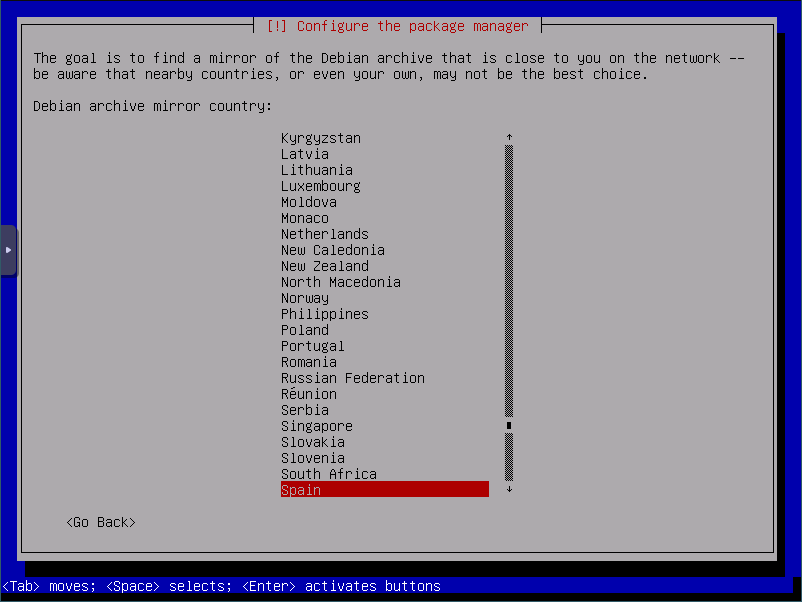 [!] Configure the package manager
The goal is to find a mirror of the Debian archive that is close to you on the network --
be aware that nearby countries, or even your own, may not be the best choice.
Debian archive mirror country:
Kyrgyzstan
Latvia
Lithuania
Luxembourg
Moldova
Monaco
Netherlands
New Caledonia
New Zealand
North Macedonia
Norway
Philippines
Poland
Portugal
Romania
Russian Federation
Réunion
Serbia
Singapore
Slovakia
Slovenia
South Africa
Spain
<Go Back>
<Tab> moves; <Space> selects; <Enter> activates buttons